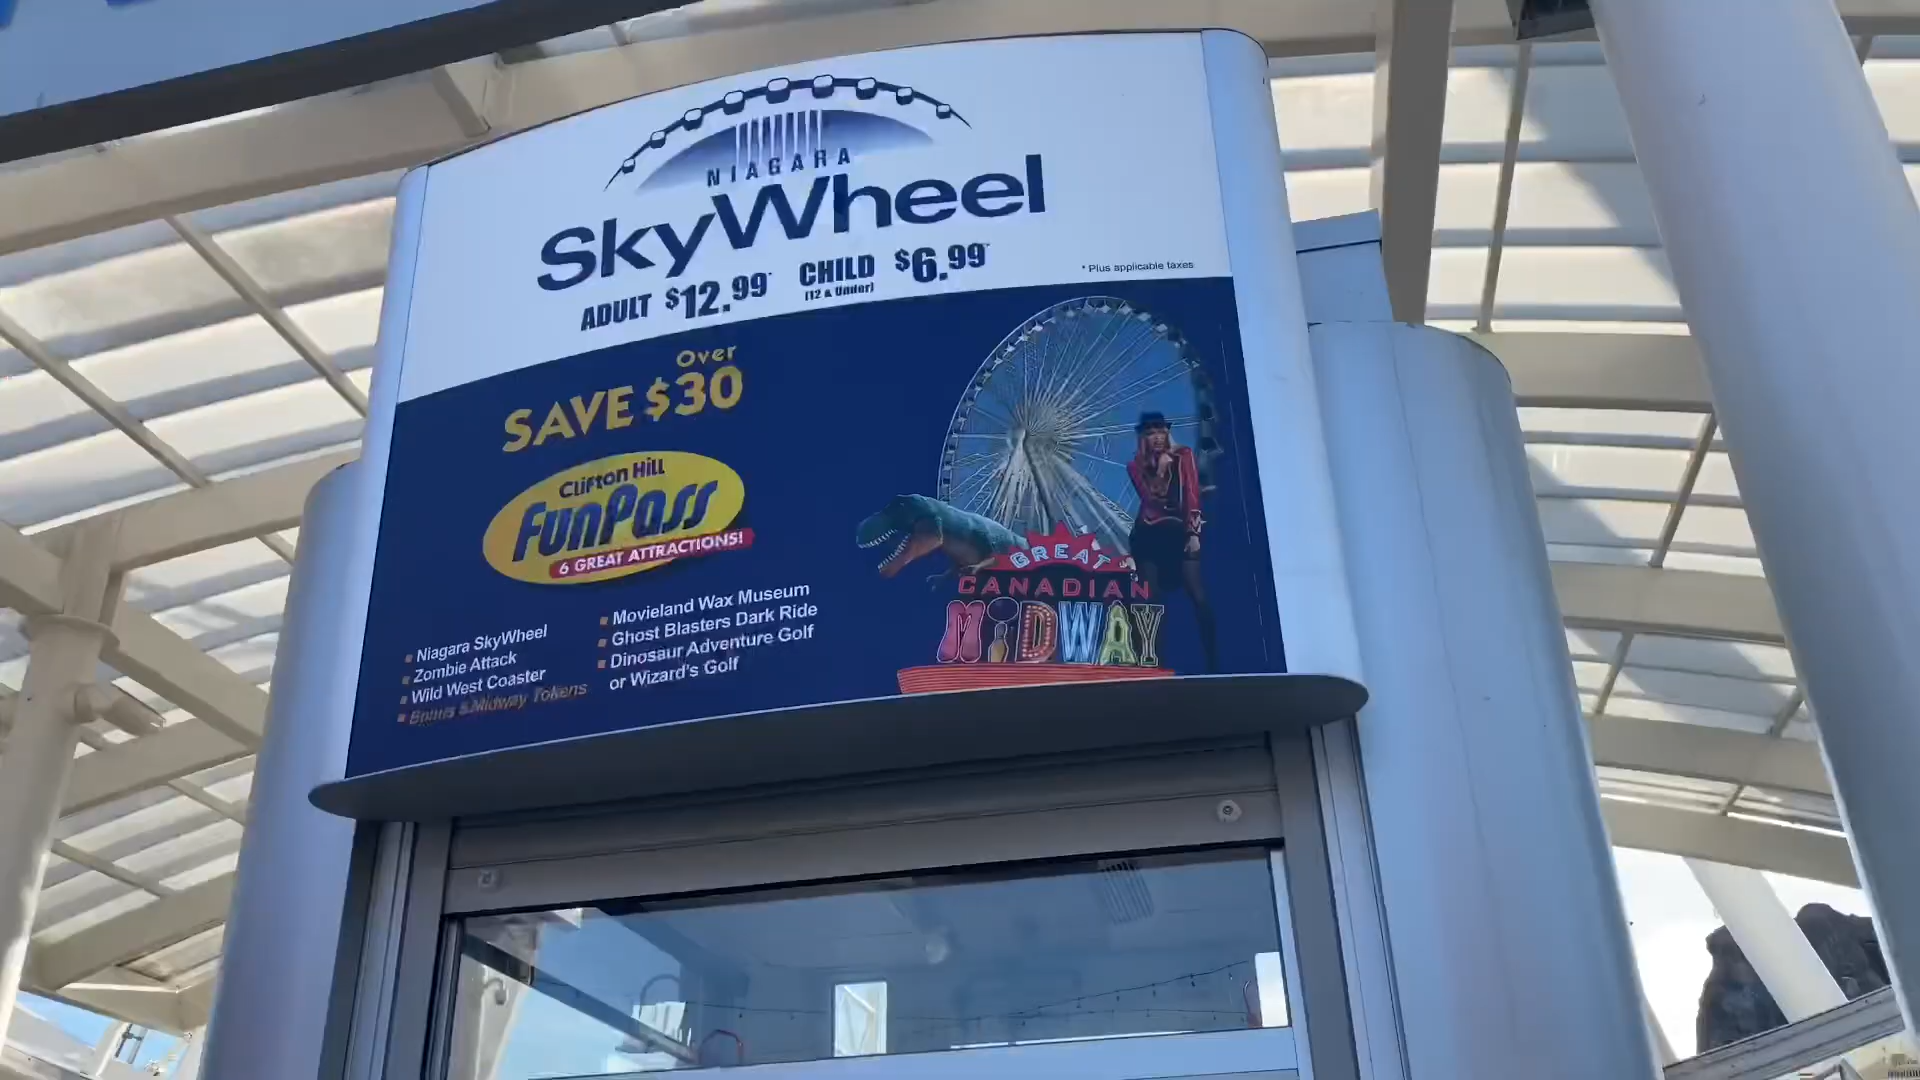 NIAGARA
SkyWheel
ADULT $12.99* CHILD $6.99*
(12 & Under)
* Plus applicable taxes
Over
SAVE $30
Clifton Hill
FunPass
6 GREAT ATTRACTIONS!
▪ Niagara SkyWheel
▪ Zombie Attack
▪ Wild West Coaster
▪ Bonus 5 Midway Tokens
▪ Movieland Wax Museum
▪ Ghost Blasters Dark Ride
▪ Dinosaur Adventure Golf
or Wizard's Golf
GREAT
CANADIAN
MIDWAY